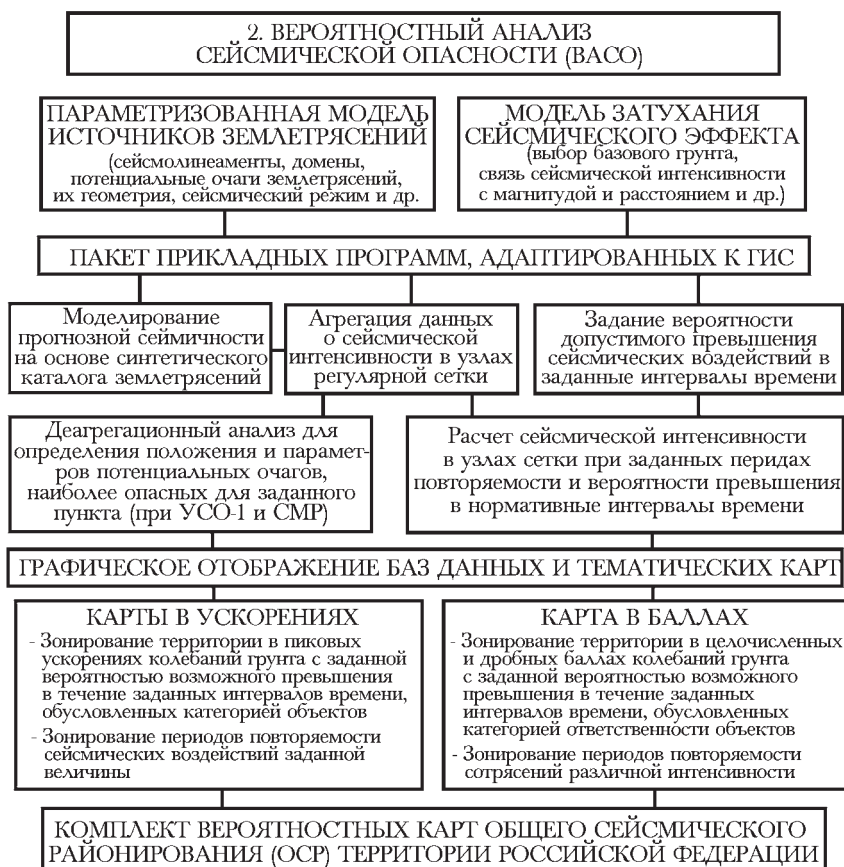 2. ВЕРОЯТНОСТНЫЙ АНАЛИЗ
СЕЙСМИЧЕСКОЙ ОПАСНОСТИ (ВАСО)
ПАРАМЕТРИЗОВАННАЯ МОДЕЛЬ
ИСТОЧНИКОВ ЗЕМЛЕТРЯСЕНИЙ
(сейсмолинеаменты, домены,
потенциальные очаги землетрясений,
их геометрия, сейсмический режим и др.
МОДЕЛЬ ЗАТУХАНИЯ
СЕЙСМИЧЕСКОГО ЭФФЕКТА
(выбор базового грунта,
связь сейсмической интенсивности
с магнитудой и расстоянием и др.)
ПАКЕТ ПРИКЛАДНЫХ ПРОГРАММ, АДАПТИРОВАННЫХ К ГИС
Моделирование
прогнозной сеймичности
на основе синтетического
каталога землетрясений
Агрегация данных
о сейсмической
интенсивности в узлах
регулярной сетки
Задание вероятности
допустимого превышения
сейсмических воздействий в
заданные интервалы времени
Деагрегационный анализ для
определения положения и парамет-
ров потенциальных очагов,
наиболее опасных для заданного
пункта (при УСО-1 и СМР)
Расчет сейсмической интенсивности
в узлах сетки при заданных перидах
повторяемости и вероятности превышения
в нормативные интервалы времени
ГРАФИЧЕСКОЕ ОТОБРАЖЕНИЕ БАЗ ДАННЫХ И ТЕМАТИЧЕСКИХ КАРТ
КАРТЫ В УСКОРЕНИЯХ
- Зонирование территории в пиковых
ускорениях колебаний грунта с заданной
вероятностью возможного превышения
в течение заданных интервалов времени,
обусловленных категорией объектов
- Зонирование периодов повторяемости
сейсмических воздействий заданной
величины
КАРТА В БАЛЛАХ
- Зонирование территории в целочисленных
и дробных баллах колебаний грунта
с заданной вероятностью возможного
превышения в течение заданных
интервалов времени, обусловленных
категорией ответственности объектов
- Зонирование периодов повторяемости
сотрясений различной интенсивности
КОМПЛЕКТ ВЕРОЯТНОСТНЫХ КАРТ ОБЩЕГО СЕЙСМИЧЕСКОГО
РАЙОНИРОВАНИЯ (ОСР) ТЕРРИТОРИИ РОССИЙСКОЙ ФЕДЕРАЦИИ